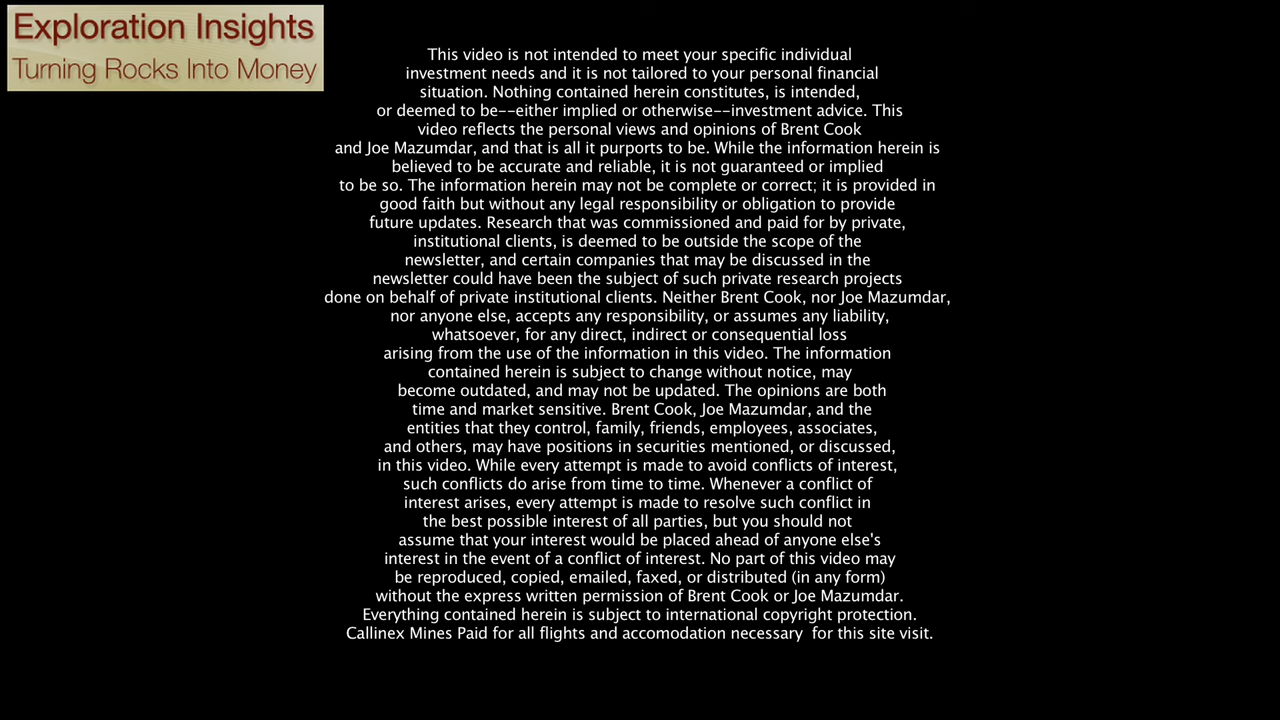 Exploration Insights
Turning Rocks Into Money
This video is not intended to meet your specific individual
investment needs and it is not tailored to your personal financial
situation. Nothing contained herein constitutes, is intended,
or deemed to be--either implied or otherwise--investment advice. This
video reflects the personal views and opinions of Brent Cook
and Joe Mazumdar, and that is all it purports to be. While the information herein is
believed to be accurate and reliable, it is not guaranteed or implied
to be so. The information herein may not be complete or correct; it is provided in
good faith but without any legal responsibility or obligation to provide
future updates. Research that was commissioned and paid for by private,
institutional clients, is deemed to be outside the scope of the
newsletter, and certain companies that may be discussed in the
newsletter could have been the subject of such private research projects
done on behalf of private institutional clients. Neither Brent Cook, nor Joe Mazumdar,
nor anyone else, accepts any responsibility, or assumes any liability,
whatsoever, for any direct, indirect or consequential loss
arising from the use of the information in this video. The information
contained herein is subject to change without notice, may
become outdated, and may not be updated. The opinions are both
time and market sensitive. Brent Cook, Joe Mazumdar, and the
entities that they control, family, friends, employees, associates,
and others, may have positions in securities mentioned, or discussed,
in this video. While every attempt is made to avoid conflicts of interest,
such conflicts do arise from time to time. Whenever a conflict of
interest arises, every attempt is made to resolve such conflict in
the best possible interest of all parties, but you should not
assume that your interest would be placed ahead of anyone else's
interest in the event of a conflict of interest. No part of this video may
be reproduced, copied, emailed, faxed, or distributed (in any form)
without the express written permission of Brent Cook or Joe Mazumdar.
Everything contained herein is subject to international copyright protection.
Callinex Mines Paid for all flights and accomodation necessary  for this site visit.